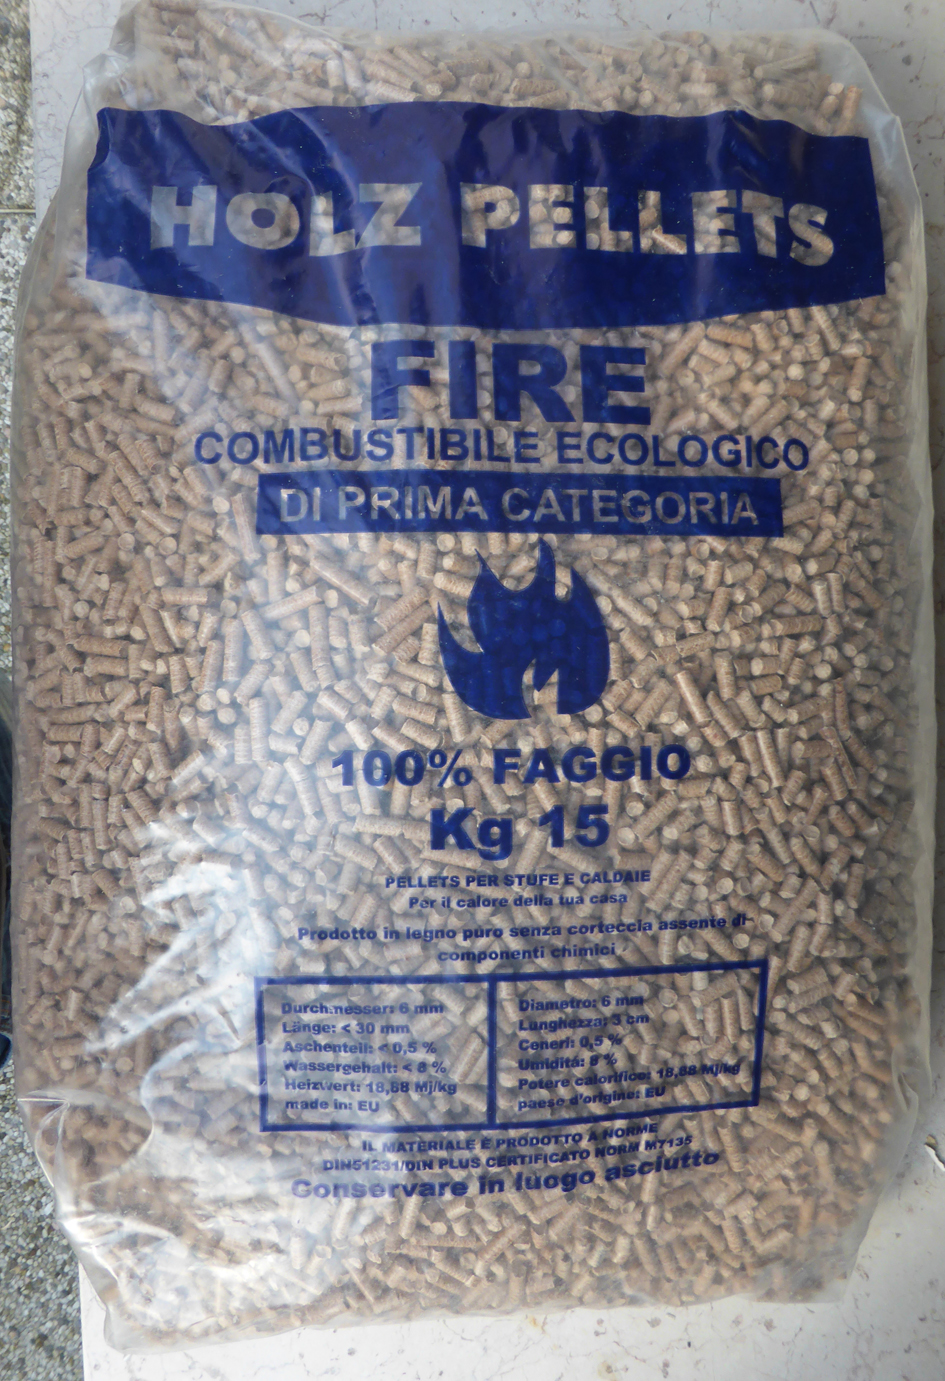 HOLZ PELLETS
FIRE
COMBUSTIBILE ECOLOGICO
DI PRIMA CATEGORIA
100% FAGGIO
Kg 15
PELLETS PER STUFE E CALDAIE
Per il calore della tua casa
Prodotto in legno puro senza corteccia assente di
componenti chimici
Durchmesser: 6 mm
Länge: < 30 mm
Aschenteil: < 0,5 %
Wassergehalt: < 8 %
Heizwert: 18,68 Mj/kg
made in: EU
Diametro: 6 mm
Lunghezza: 3 cm
Ceneri: 0,5 %
Umidità: 8 %
Potere calorifico: 18,68 Mj/kg
paese d'origine: EU
IL MATERIALE È PRODOTTO A NORME
DIN51231/DIN PLUS CERTIFICATO NORM M7135
Conservare in luogo asciutto